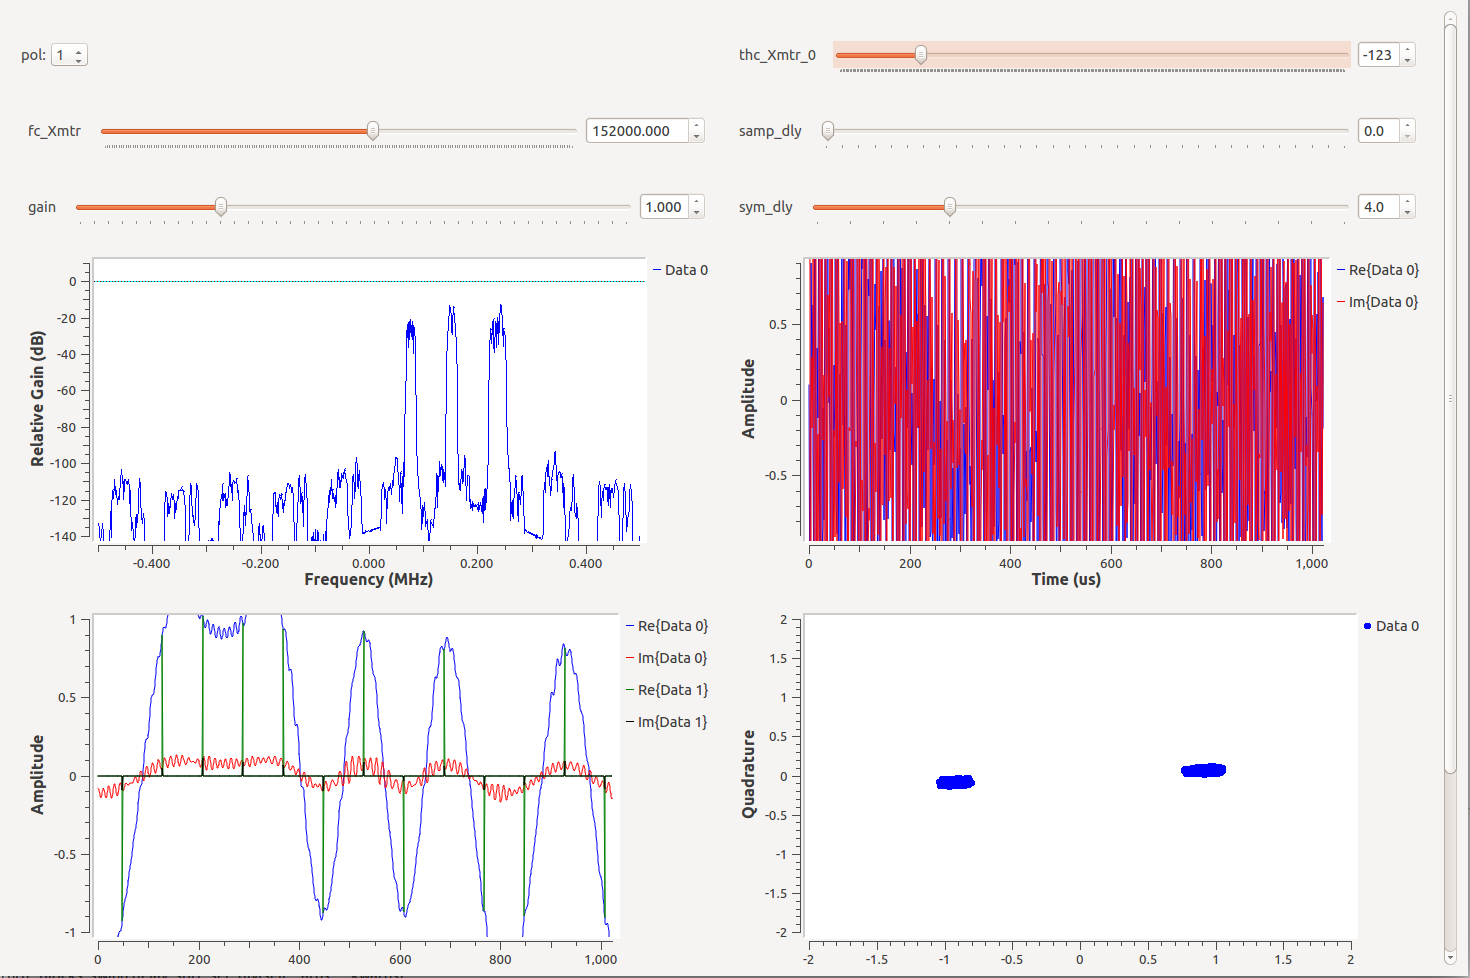 pol: 1
thc_Xmtr_0 -123
fc_Xmtr 152000.000
samp_dly 0.0
gain 1.000
sym_dly 4.0
Data 0
Relative Gain (dB)
0
-20
-40
-60
-80
-100
-120
-140
-0.400 -0.200 0.000 0.200 0.400
Frequency (MHz)
Re{Data 0}
Im{Data 0}
Amplitude
0.5
0
-0.5
0 200 400 600 800 1,000
Time (us)
Re{Data 0}
Im{Data 0}
Re{Data 1}
Im{Data 1}
Amplitude
1
0.5
0
-0.5
-1
0 200 400 600 800 1,000
Data 0
Quadrature
2
1.5
1
0.5
0
-0.5
-1
-1.5
-2
-2 -1.5 -1 -0.5 0 0.5 1 1.5 2